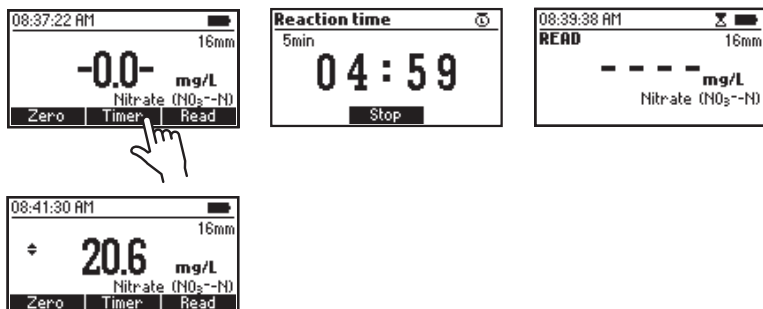 08:37:22 AM
16mm
-0.0- mg/L
Nitrate (NO₃⁻-N)
Zero Timer Read
Reaction time
5min
04:59
Stop
08:39:38 AM
READ 16mm
---- mg/L
Nitrate (NO₃⁻-N)
08:41:30 AM
16mm
20.6 mg/L
Nitrate (NO₃⁻-N)
Zero Timer Read